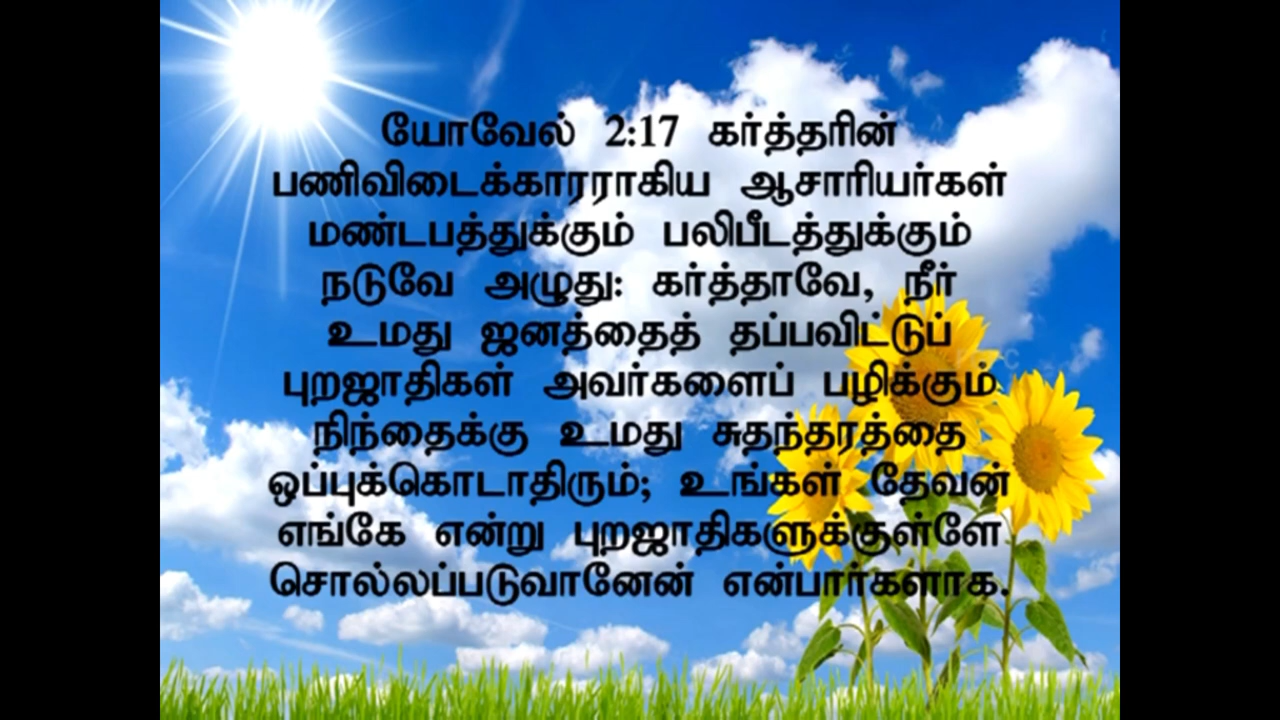 யோவேல் 2:17 கர்த்தரின்
பணிவிடைக்காரராகிய ஆசாரியர்கள்
மண்டபத்துக்கும் பலிபீடத்துக்கும்
நடுவே அழுது: கர்த்தாவே, நீர்
உமது ஜனத்தைத் தப்பவிட்டுப்
புறஜாதிகள் அவர்களைப் பழிக்கும்
நிந்தைக்கு உமது சுதந்தரத்தை
ஒப்புக்கொடாதிரும்; உங்கள் தேவன்
எங்கே என்று புறஜாதிகளுக்குள்ளே
சொல்லப்படுவானேன் என்பார்களாக.